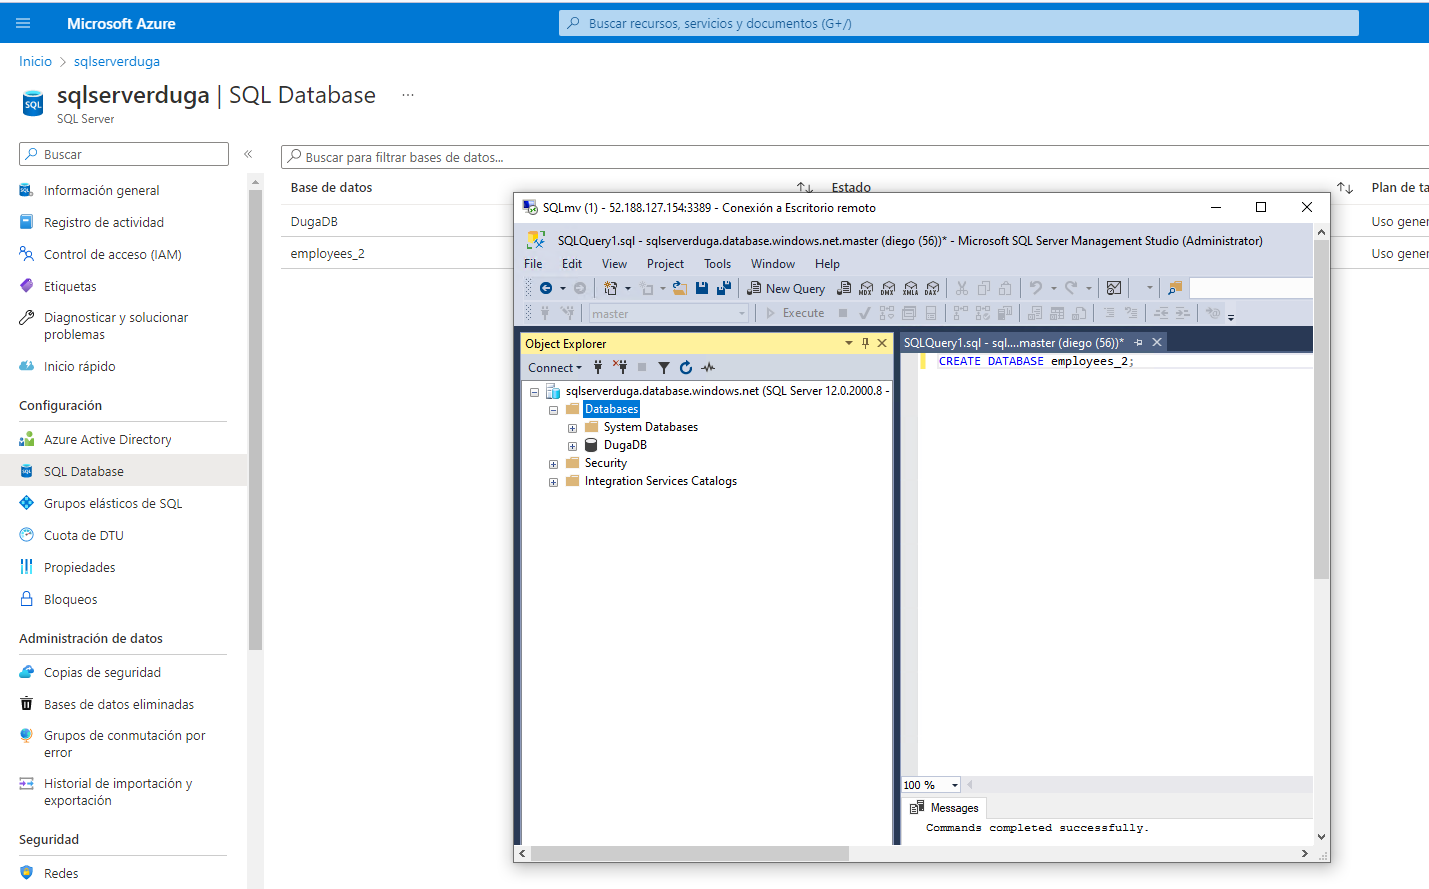 Microsoft Azure
Buscar recursos, servicios y documentos (G+/)
Inicio > sqlserverduga
sqlserverduga | SQL Database ...
SQL Server
Buscar
«
Información general
Registro de actividad
Control de acceso (IAM)
Etiquetas
Diagnosticar y solucionar
problemas
Inicio rápido
Configuración
Azure Active Directory
SQL Database
Grupos elásticos de SQL
Cuota de DTU
Propiedades
Bloqueos
Administración de datos
Copias de seguridad
Bases de datos eliminadas
Grupos de conmutación por
error
Historial de importación y
exportación
Seguridad
Redes
Buscar para filtrar bases de datos...
Base de datos
Estado
Plan de ta
DugaDB
Uso gener
employees_2
Uso gener
SQLmv (1) - 52.188.127.154:3389 - Conexión a Escritorio remoto
SQLQuery1.sql - sqlserverduga.database.windows.net.master (diego (56))* - Microsoft SQL Server Management Studio (Administrator)
File Edit View Project Tools Window Help
New Query
MDX
DMX
XMLA
DAX
master
Execute
Object Explorer
Connect
sqlserverduga.database.windows.net (SQL Server 12.0.2000.8 -
Databases
System Databases
DugaDB
Security
Integration Services Catalogs
SQLQuery1.sql - sql....master (diego (56))*
CREATE DATABASE employees_2;
100 %
Messages
Commands completed successfully.